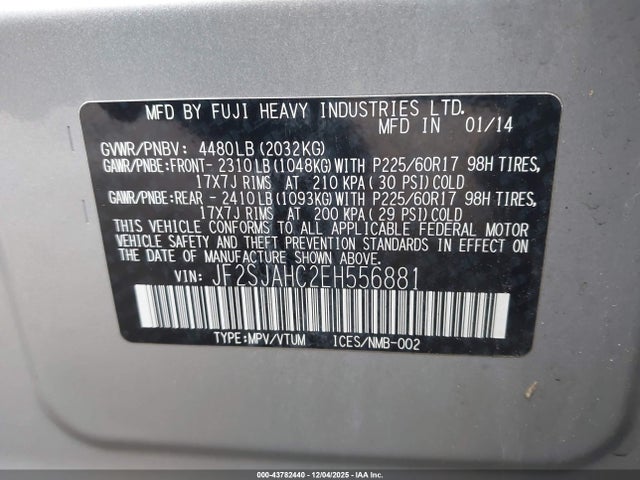 MFD BY FUJI HEAVY INDUSTRIES LTD.
MFD IN 01/14
GVWR/PNBV: 4480LB (2032KG)
GAWR/PNBE:FRONT- 2310LB (1048KG)WITH P225/60R17 98H TIRES,
17X7J RIMS AT 210 KPA (30 PSI)COLD
GAWR/PNBE:REAR - 2410LB (1093KG)WITH P225/60R17 98H TIRES,
17X7J RIMS AT 200 KPA (29 PSI)COLD
THIS VEHICLE CONFORMS TO ALL APPLICABLE FEDERAL MOTOR
VEHICLE SAFETY AND THEFT PREVENTION STANDARDS IN EFFECT ON
THE DATE OF MANUFACTURE SHOWN ABOVE.
VIN: JF2SJAHC2EH556881
TYPE:MPV/VTUM ICES/NMB-002
000-43782440 - 12/04/2025 - IAA Inc.